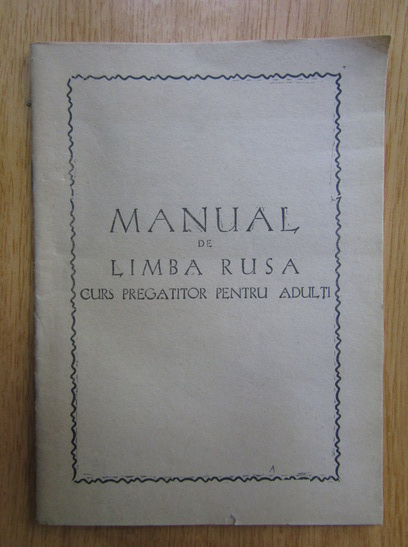 MANUAL
DE
LIMBA RUSA
CURS PREGATITOR PENTRU ADULȚI